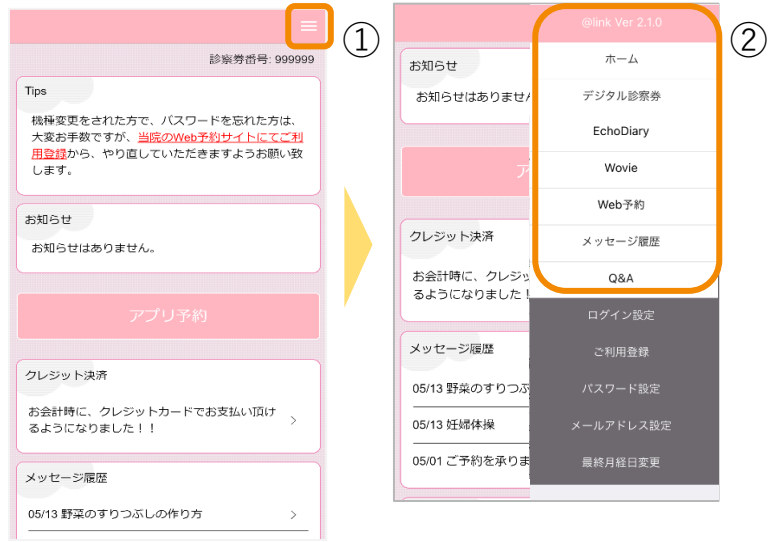 ①
診察券番号: 999999
Tips
機種変更をされた方で、パスワードを忘れた方は、
大変お手数ですが、当院のWeb予約サイトにてご利
用登録から、やり直していただきますようお願い致
します。
お知らせ
お知らせはありません。
アプリ予約
クレジット決済
お会計時に、クレジットカードでお支払い頂け
るようになりました！！
メッセージ履歴
05/13 野菜のすりつぶしの作り方
②
お知らせ
お知らせはありませ
ア
クレジット決済
お会計時に、クレジッ
るようになりました！
メッセージ履歴
05/13 野菜のすりつぶ
05/13 妊婦体操
05/01 ご予約を承りま
@link Ver 2.1.0
ホーム
デジタル診察券
EchoDiary
Wovie
Web予約
メッセージ履歴
Q&A
ログイン設定
ご利用登録
パスワード設定
メールアドレス設定
最終月経日変更